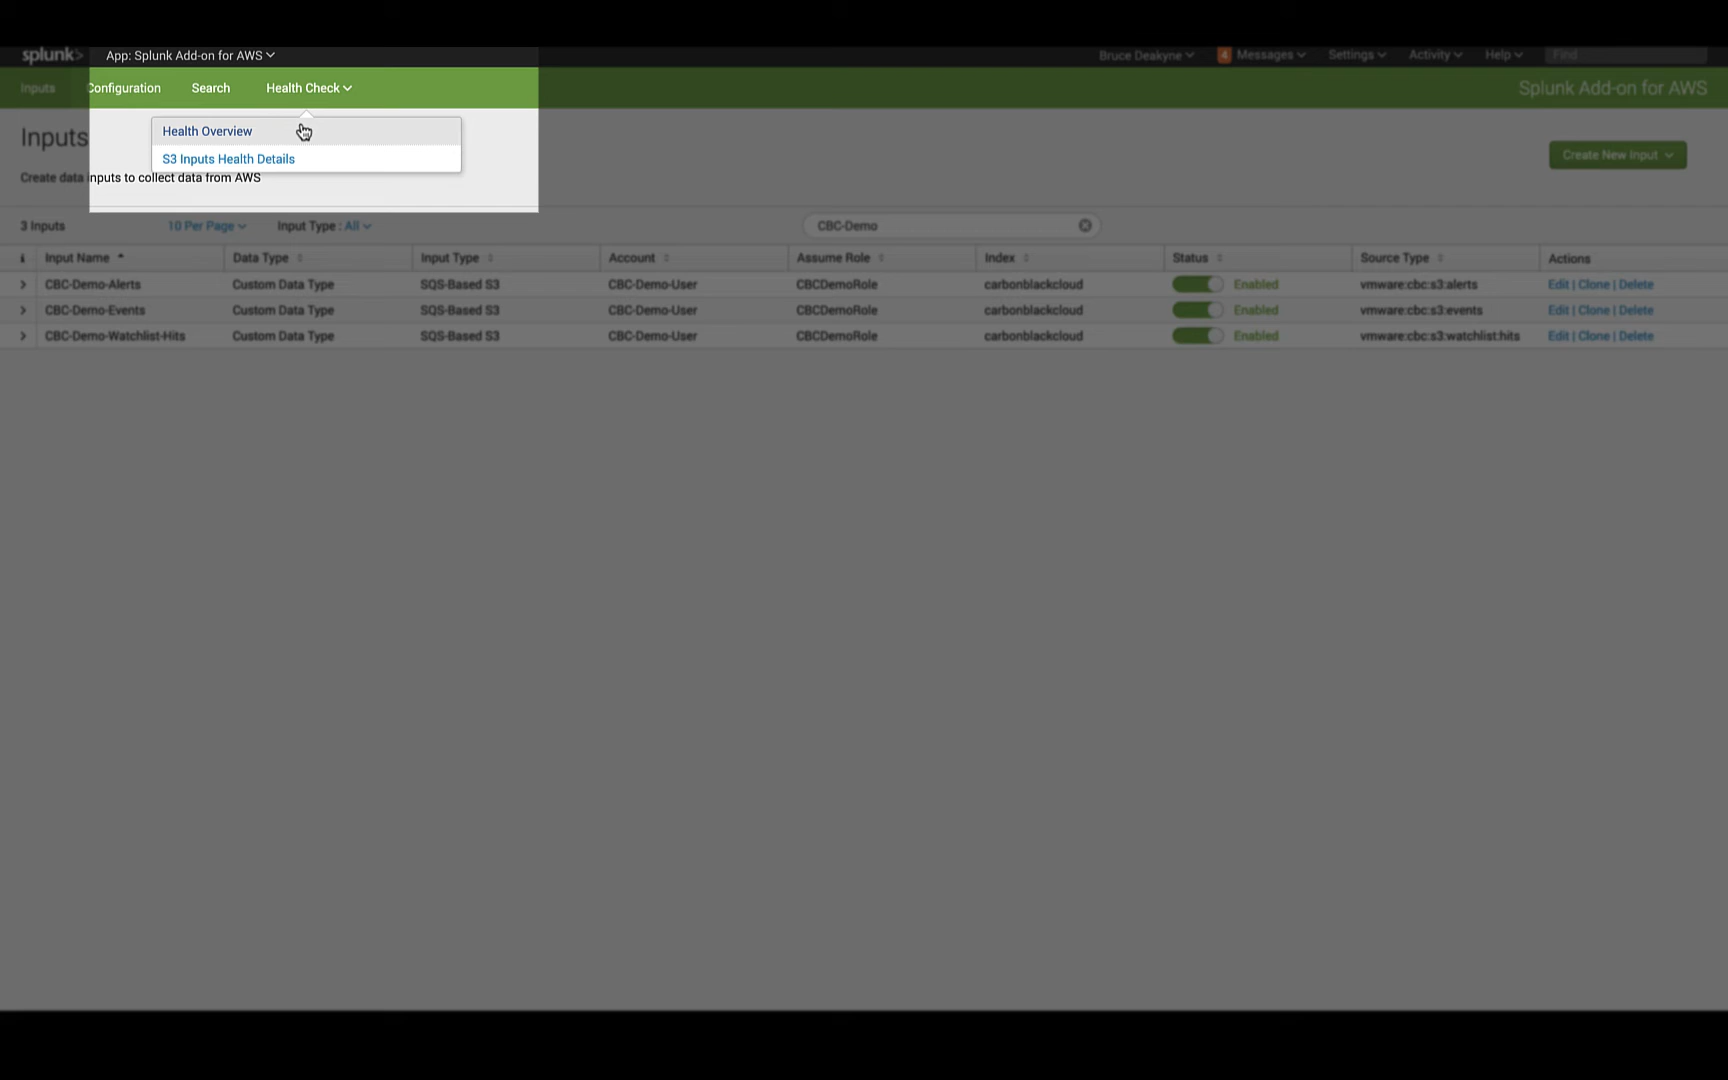 splunk> App: Splunk Add-on for AWS Bruce Deakyne 4 Messages Settings Activity Help Find
Inputs Configuration Search Health Check Splunk Add-on for AWS
Inputs
Health Overview
S3 Inputs Health Details
Create New Input
Create data inputs to collect data from AWS
3 Inputs 10 Per Page Input Type : All CBC-Demo
i Input Name Data Type Input Type Account Assume Role Index Status Source Type Actions
CBC-Demo-Alerts Custom Data Type SQS-Based S3 CBC-Demo-User CBCDemoRole carbonblackcloud Enabled vmware:cbc:s3:alerts Edit | Clone | Delete
CBC-Demo-Events Custom Data Type SQS-Based S3 CBC-Demo-User CBCDemoRole carbonblackcloud Enabled vmware:cbc:s3:events Edit | Clone | Delete
CBC-Demo-Watchlist-Hits Custom Data Type SQS-Based S3 CBC-Demo-User CBCDemoRole carbonblackcloud Enabled vmware:cbc:s3:watchlist:hits Edit | Clone | Delete